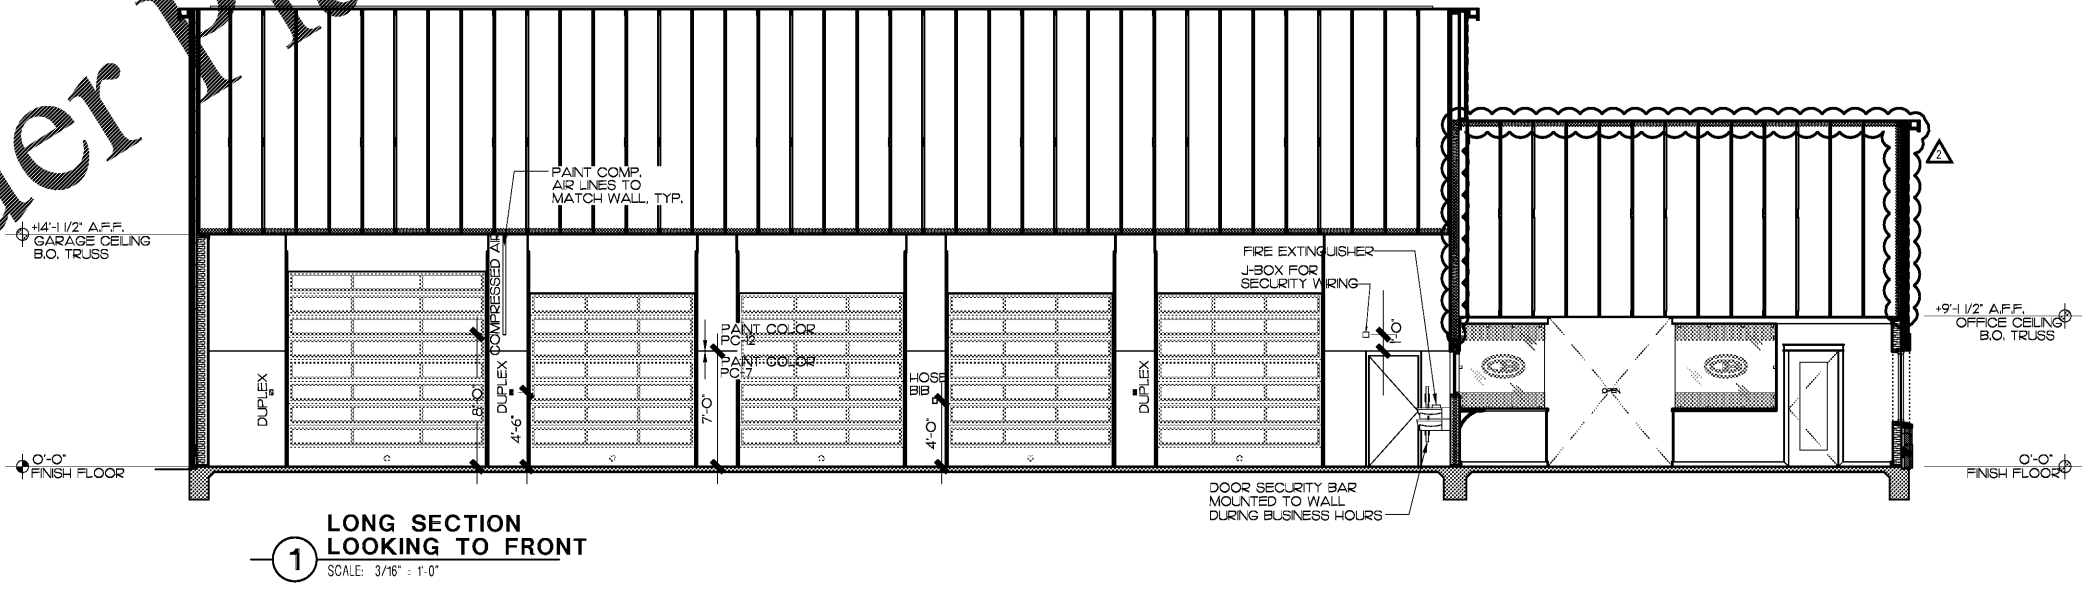 PAINT COMP.
AIR LINES TO
MATCH WALL, TYP.
2
+14'-1 1/2" A.F.F.
GARAGE CEILING
B.O. TRUSS
COMPRESSED AIR
FIRE EXTINGUISHER
J-BOX FOR
SECURITY WIRING
+9'-1 1/2" A.F.F.
OFFICE CEILING
B.O. TRUSS
PAINT COLOR
PC-12
PAINT COLOR
PC-7
DUPLEX
8'-0"
DUPLEX
4'-6"
7'-0"
HOSE
BIB
4'-0"
DUPLEX
OPEN
0'-0"
FINISH FLOOR
0'-0"
FINISH FLOOR
DOOR SECURITY BAR
MOUNTED TO WALL
DURING BUSINESS HOURS
1
LONG SECTION
LOOKING TO FRONT
SCALE: 3/16" = 1'-0"